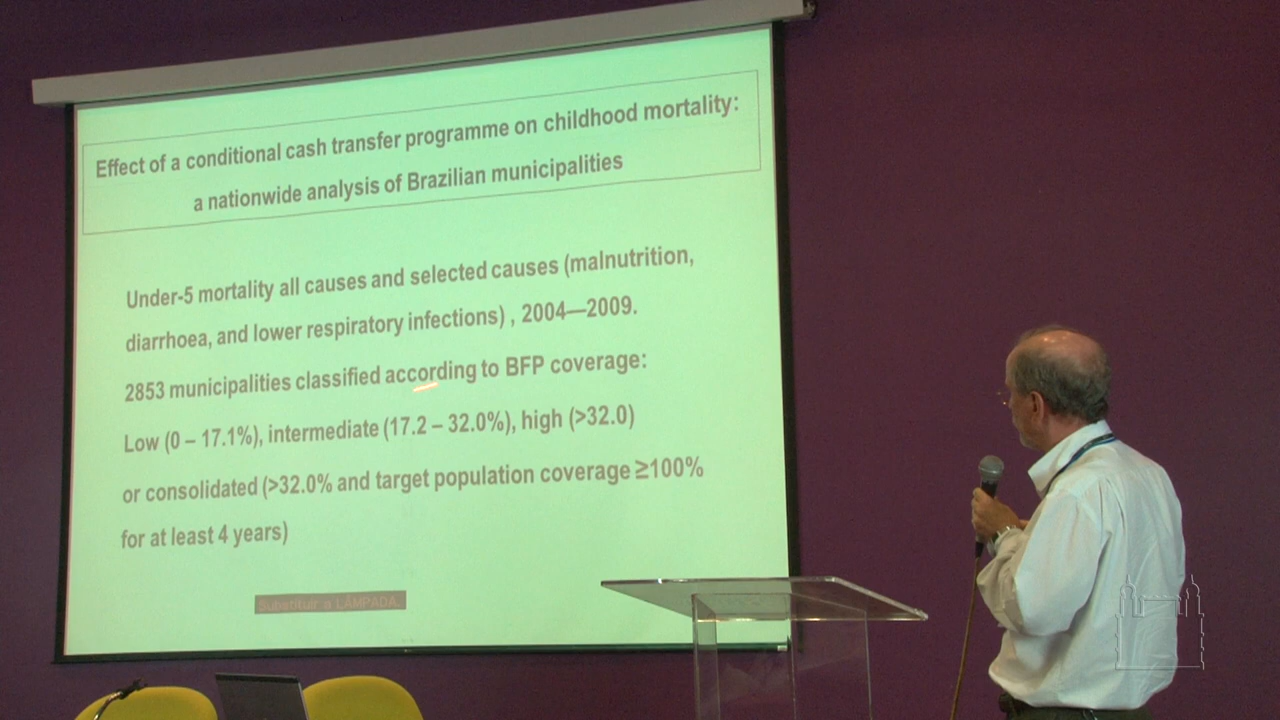 Effect of a conditional cash transfer programme on childhood mortality:
a nationwide analysis of Brazilian municipalities
Under-5 mortality all causes and selected causes (malnutrition,
diarrhoea, and lower respiratory infections) , 2004—2009.
2853 municipalities classified according to BFP coverage:
Low (0 – 17.1%), intermediate (17.2 – 32.0%), high (>32.0)
or consolidated (>32.0% and target population coverage ≥100%
for at least 4 years)
Substituir a LÂMPADA.